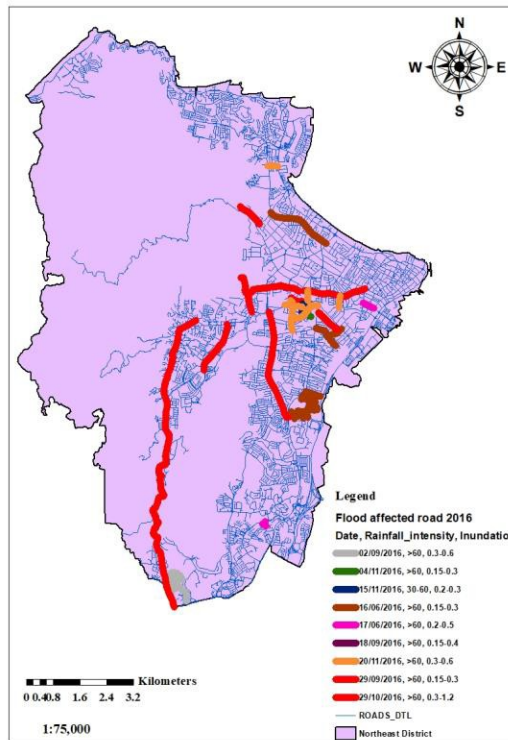 N
W E
S
Legend
Flood affected road 2016
Date, Rainfall_intensity, Inundatio
02/09/2016, >60, 0.3-0.6
04/11/2016, >60, 0.15-0.3
15/11/2016, 30-60, 0.2-0.3
16/06/2016, >60, 0.15-0.3
17/06/2016, >60, 0.2-0.5
18/09/2016, >60, 0.15-0.4
20/11/2016, >60, 0.3-0.6
29/09/2016, >60, 0.15-0.3
29/10/2016, >60, 0.3-1.2
ROADS_DTL
Northeast District
Kilometers
0 0.40.8 1.6 2.4 3.2
1:75,000